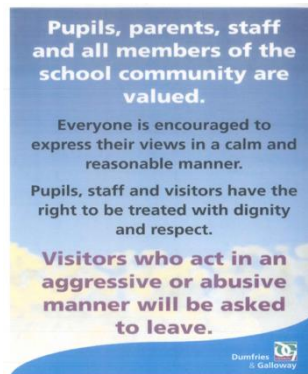 Pupils, parents, staff
and all members of the
school community are
valued.
Everyone is encouraged to
express their views in a calm and
reasonable manner.
Pupils, staff and visitors have the
right to be treated with dignity
and respect.
Visitors who act in an
aggressive or abusive
manner will be asked
to leave.
Dumfries
& Galloway